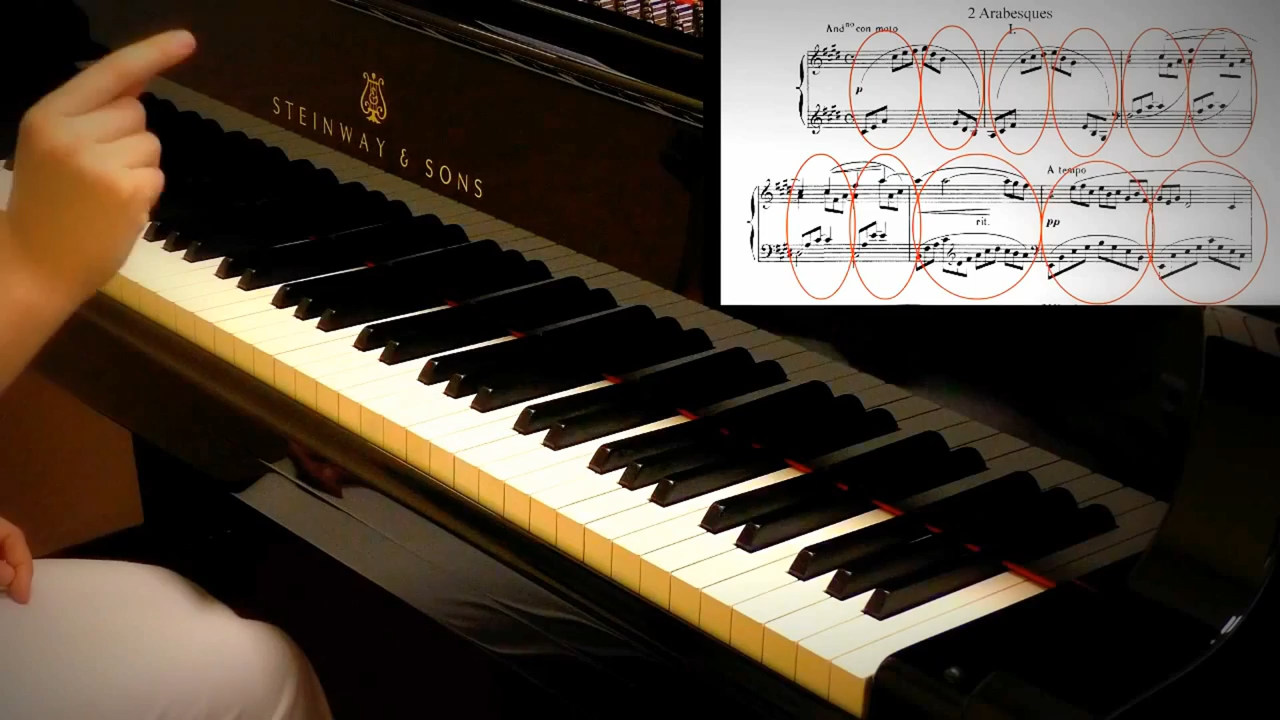 2 Arabesques
I.
And.no con moto
p
STEINWAY & SONS
A tempo
rit.
pp